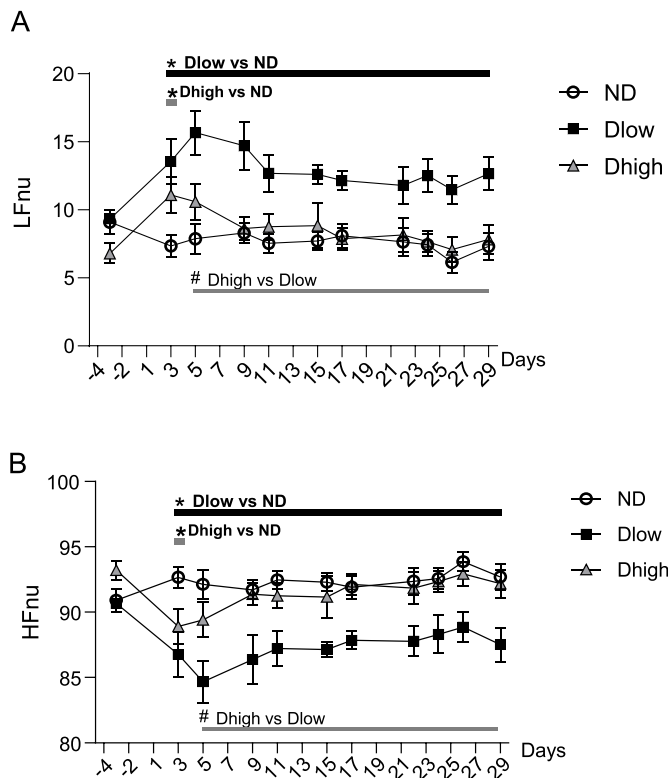 A
* Dlow vs ND
* Dhigh vs ND
20
15
10
5
0
LFnu
# Dhigh vs Dlow
ND
Dlow
Dhigh
-4 -2 1 3 5 7 9 11 13 15 17 19 21 23 25 27 29
Days
B
* Dlow vs ND
* Dhigh vs ND
100
95
90
85
80
HFnu
# Dhigh vs Dlow
ND
Dlow
Dhigh
-4 -2 1 3 5 7 9 11 13 15 17 19 21 23 25 27 29
Days